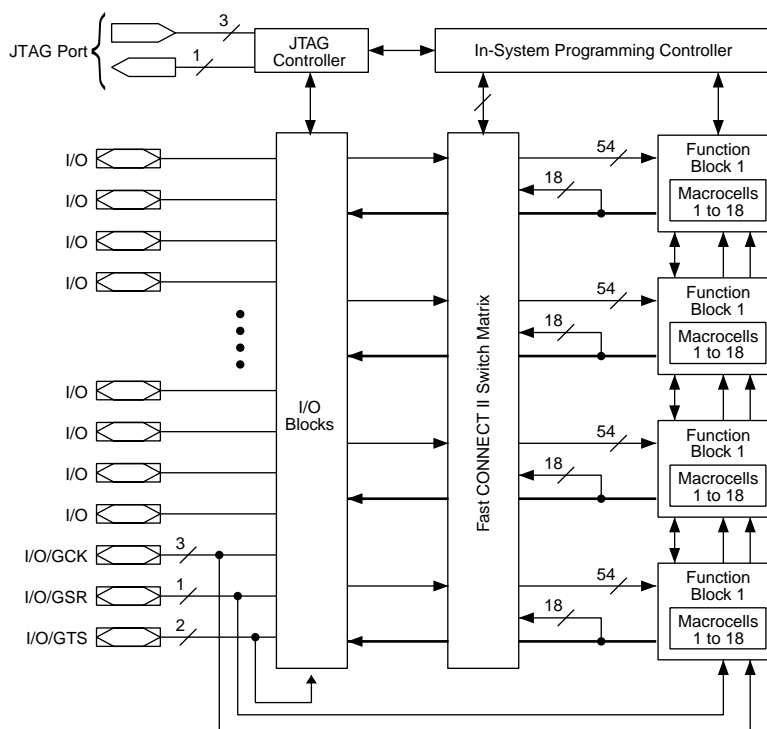 JTAG Port
3
1
JTAG
Controller
In-System Programming Controller
I/O
I/O
I/O
I/O
I/O
I/O
I/O
I/O
I/O/GCK
3
I/O/GSR
1
I/O/GTS
2
I/O
Blocks
Fast CONNECT II Switch Matrix
54
18
Function
Block 1
Macrocells
1 to 18
54
18
Function
Block 1
Macrocells
1 to 18
54
18
Function
Block 1
Macrocells
1 to 18
54
18
Function
Block 1
Macrocells
1 to 18